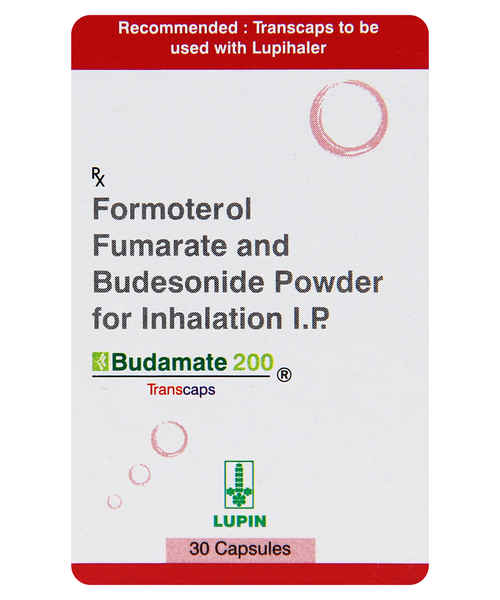 Recommended : Transcaps to be
used with Lupihaler
Rx
Formoterol
Fumarate and
Budesonide Powder
for Inhalation I.P.
Budamate 200 ®
Transcaps
LUPIN
30 Capsules